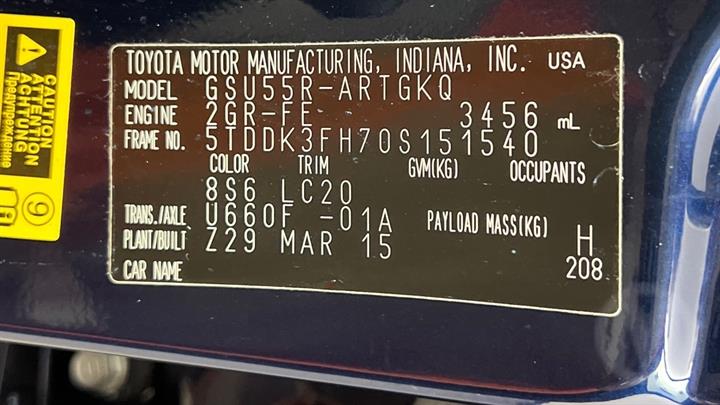 CAUTION
ATTENTION
ACHTUNG
Предупреждение
9
TOYOTA MOTOR MANUFACTURING, INDIANA, INC. USA
MODEL GSU55R-ARTGKQ
ENGINE 2GR-FE 3456 mL
FRAME NO. 5TDDK3FH70S151540
COLOR TRIM GVM(KG) OCCUPANTS
8S6 LC20
TRANS./AXLE U660F -01A PAYLOAD MASS(KG)
PLANT/BUILT Z29 MAR 15 H
CAR NAME 208